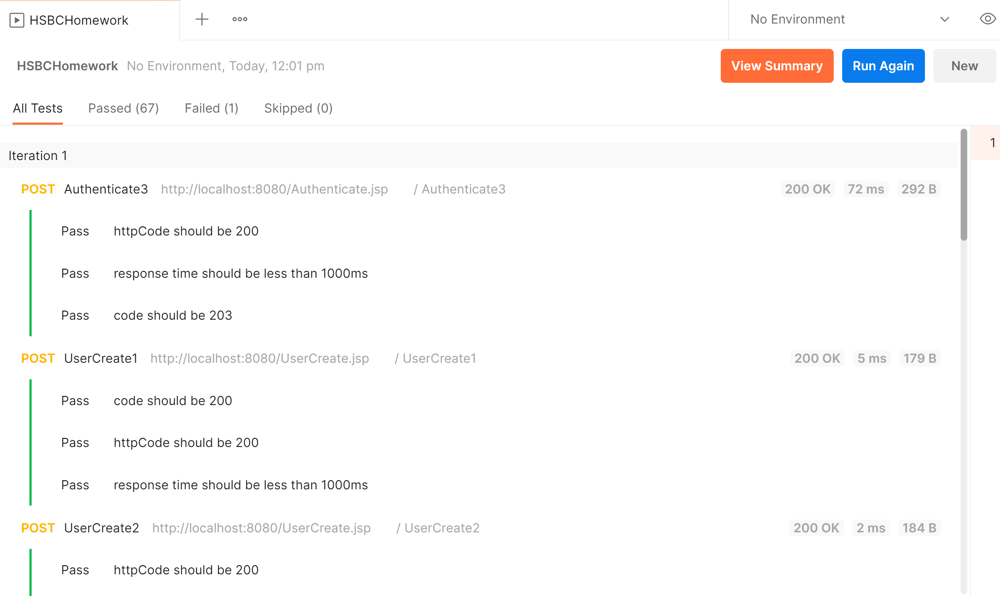 HSBCHomework
No Environment
HSBCHomework No Environment, Today, 12:01 pm
View Summary Run Again New
All Tests Passed (67) Failed (1) Skipped (0)
1
Iteration 1
POST Authenticate3 http://localhost:8080/Authenticate.jsp / Authenticate3 200 OK 72 ms 292 B
Pass httpCode should be 200
Pass response time should be less than 1000ms
Pass code should be 203
POST UserCreate1 http://localhost:8080/UserCreate.jsp / UserCreate1 200 OK 5 ms 179 B
Pass code should be 200
Pass httpCode should be 200
Pass response time should be less than 1000ms
POST UserCreate2 http://localhost:8080/UserCreate.jsp / UserCreate2 200 OK 2 ms 184 B
Pass httpCode should be 200